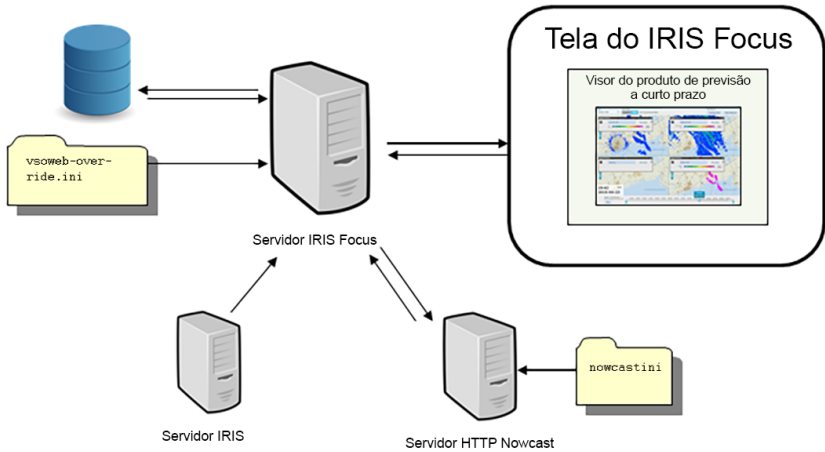 Tela do IRIS Focus
Visor do produto de previsão
a curto prazo
vsoweb-over-
ride.ini
Servidor IRIS Focus
nowcastini
Servidor IRIS
Servidor HTTP Nowcast